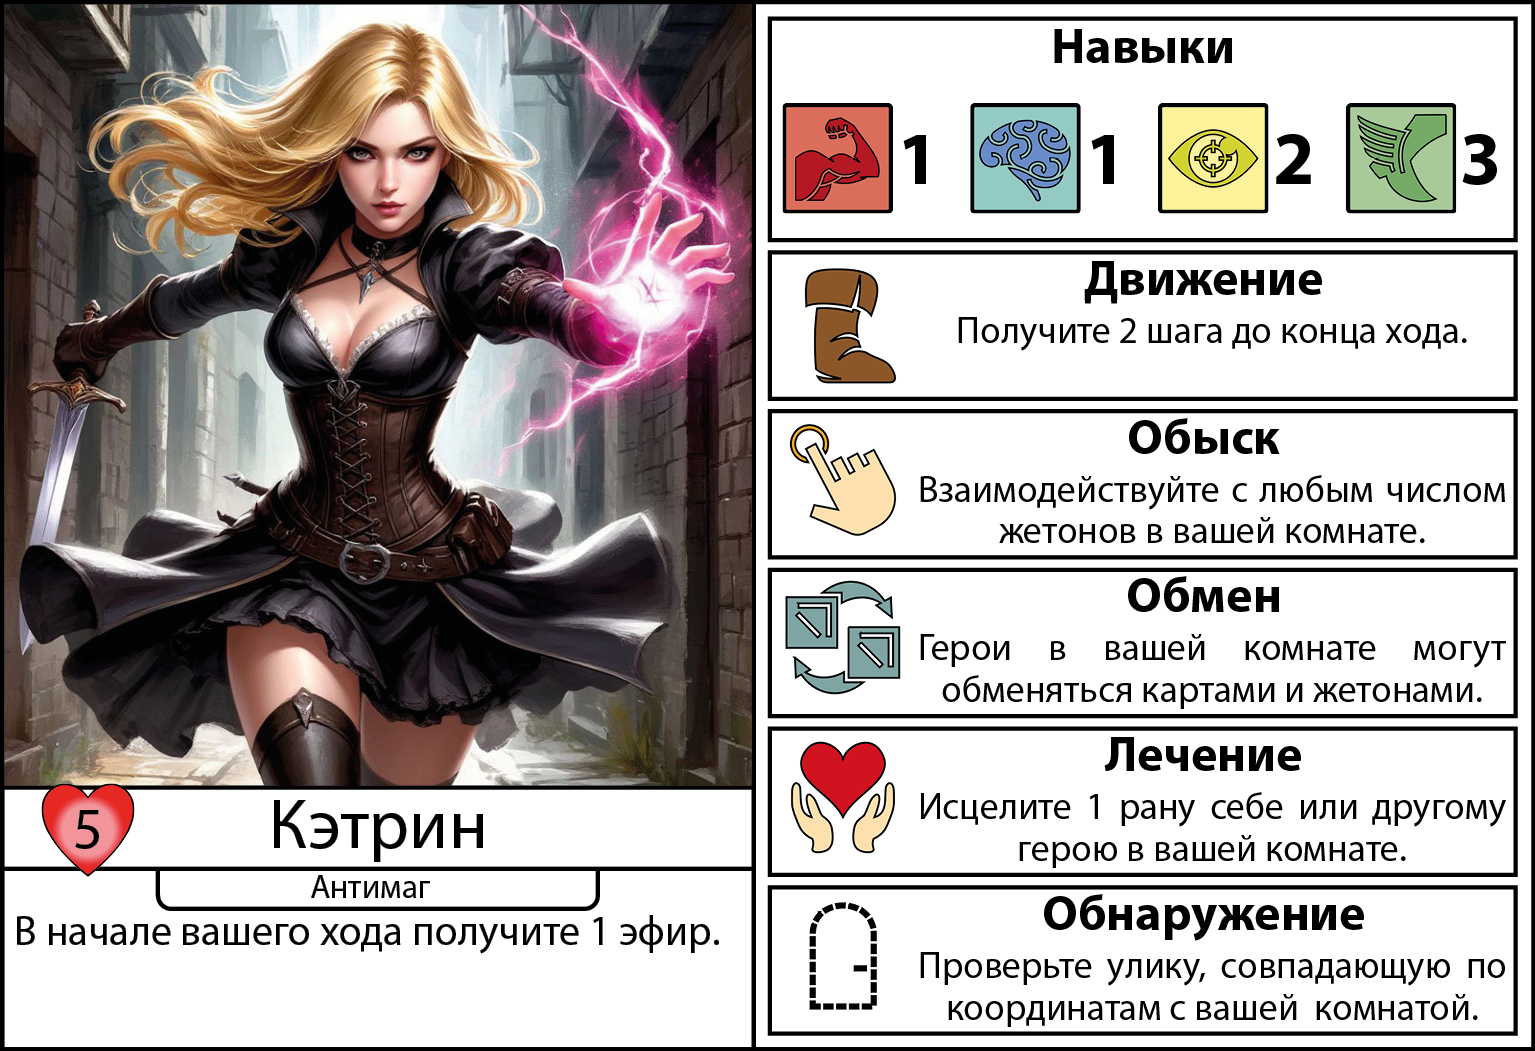 Кэтрин
5
Антимаг
В начале вашего хода получите 1 эфир.
Навыки
1 1 2 3
Движение
Получите 2 шага до конца хода.
Обыск
Взаимодействуйте с любым числом
жетонов в вашей комнате.
Обмен
Герои в вашей комнате могут
обменяться картами и жетонами.
Лечение
Исцелите 1 рану себе или другому
герою в вашей комнате.
Обнаружение
Проверьте улику, совпадающую по
координатам с вашей комнатой.